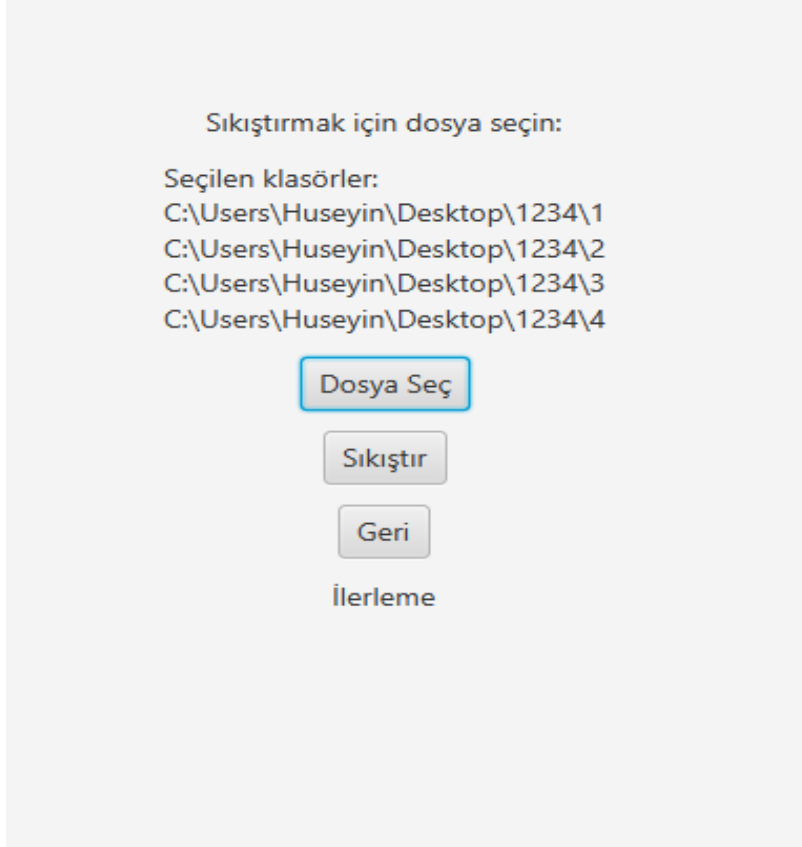 Sıkıştırmak için dosya seçin:
Seçilen klasörler:
C:\Users\Huseyin\Desktop\1234\1
C:\Users\Huseyin\Desktop\1234\2
C:\Users\Huseyin\Desktop\1234\3
C:\Users\Huseyin\Desktop\1234\4
Dosya Seç
Sıkıştır
Geri
İlerleme